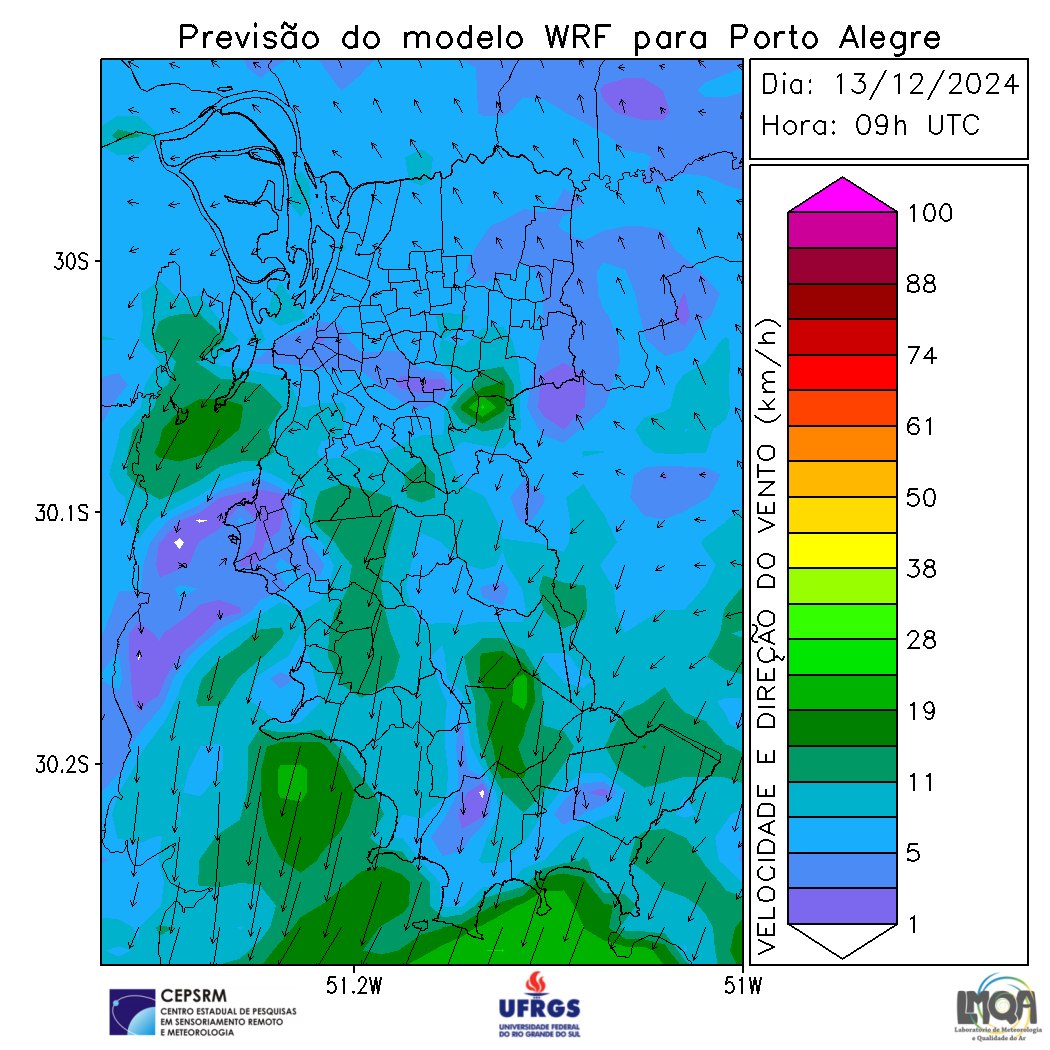 Previsão do modelo WRF para Porto Alegre
Dia: 13/12/2024
Hora: 09h UTC
30S
30.1S
30.2S
51.2W
51W
VELOCIDADE E DIREÇÃO DO VENTO (km/h)
100
88
74
61
50
38
28
19
11
5
1
CEPSRM
CENTRO ESTADUAL DE PESQUISAS
EM SENSORIAMENTO REMOTO
E METEOROLOGIA
UFRGS
UNIVERSIDADE FEDERAL
DO RIO GRANDE DO SUL
LMQA
Laboratório de Meteorologia
e Qualidade do Ar